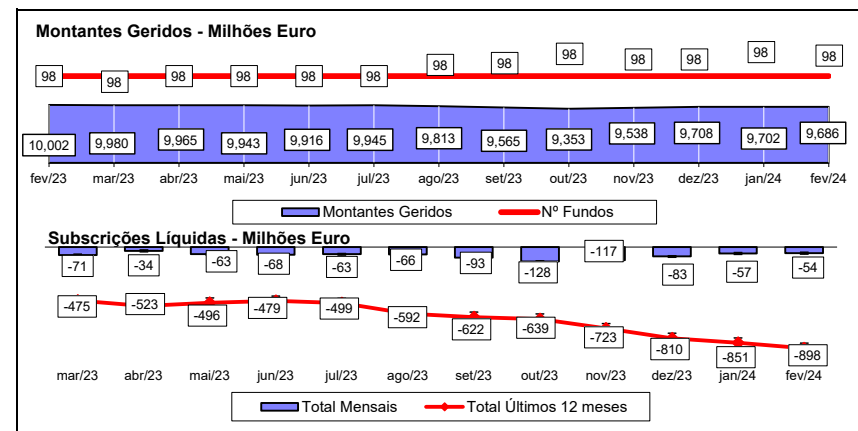 Montantes Geridos - Milhões Euro
98 98 98 98 98 98 98 98 98 98 98 98 98
10,002 9,980 9,965 9,943 9,916 9,945 9,813 9,565 9,353 9,538 9,708 9,702 9,686
fev/23 mar/23 abr/23 mai/23 jun/23 jul/23 ago/23 set/23 out/23 nov/23 dez/23 jan/24 fev/24
Montantes Geridos Nº Fundos
Subscrições Líquidas - Milhões Euro
-71 -34 -63 -68 -63 -66 -93 -128 -117 -83 -57 -54
-475 -523 -496 -479 -499 -592 -622 -639 -723 -810 -851 -898
mar/23 abr/23 mai/23 jun/23 jul/23 ago/23 set/23 out/23 nov/23 dez/23 jan/24 fev/24
Total Mensais Total Últimos 12 meses